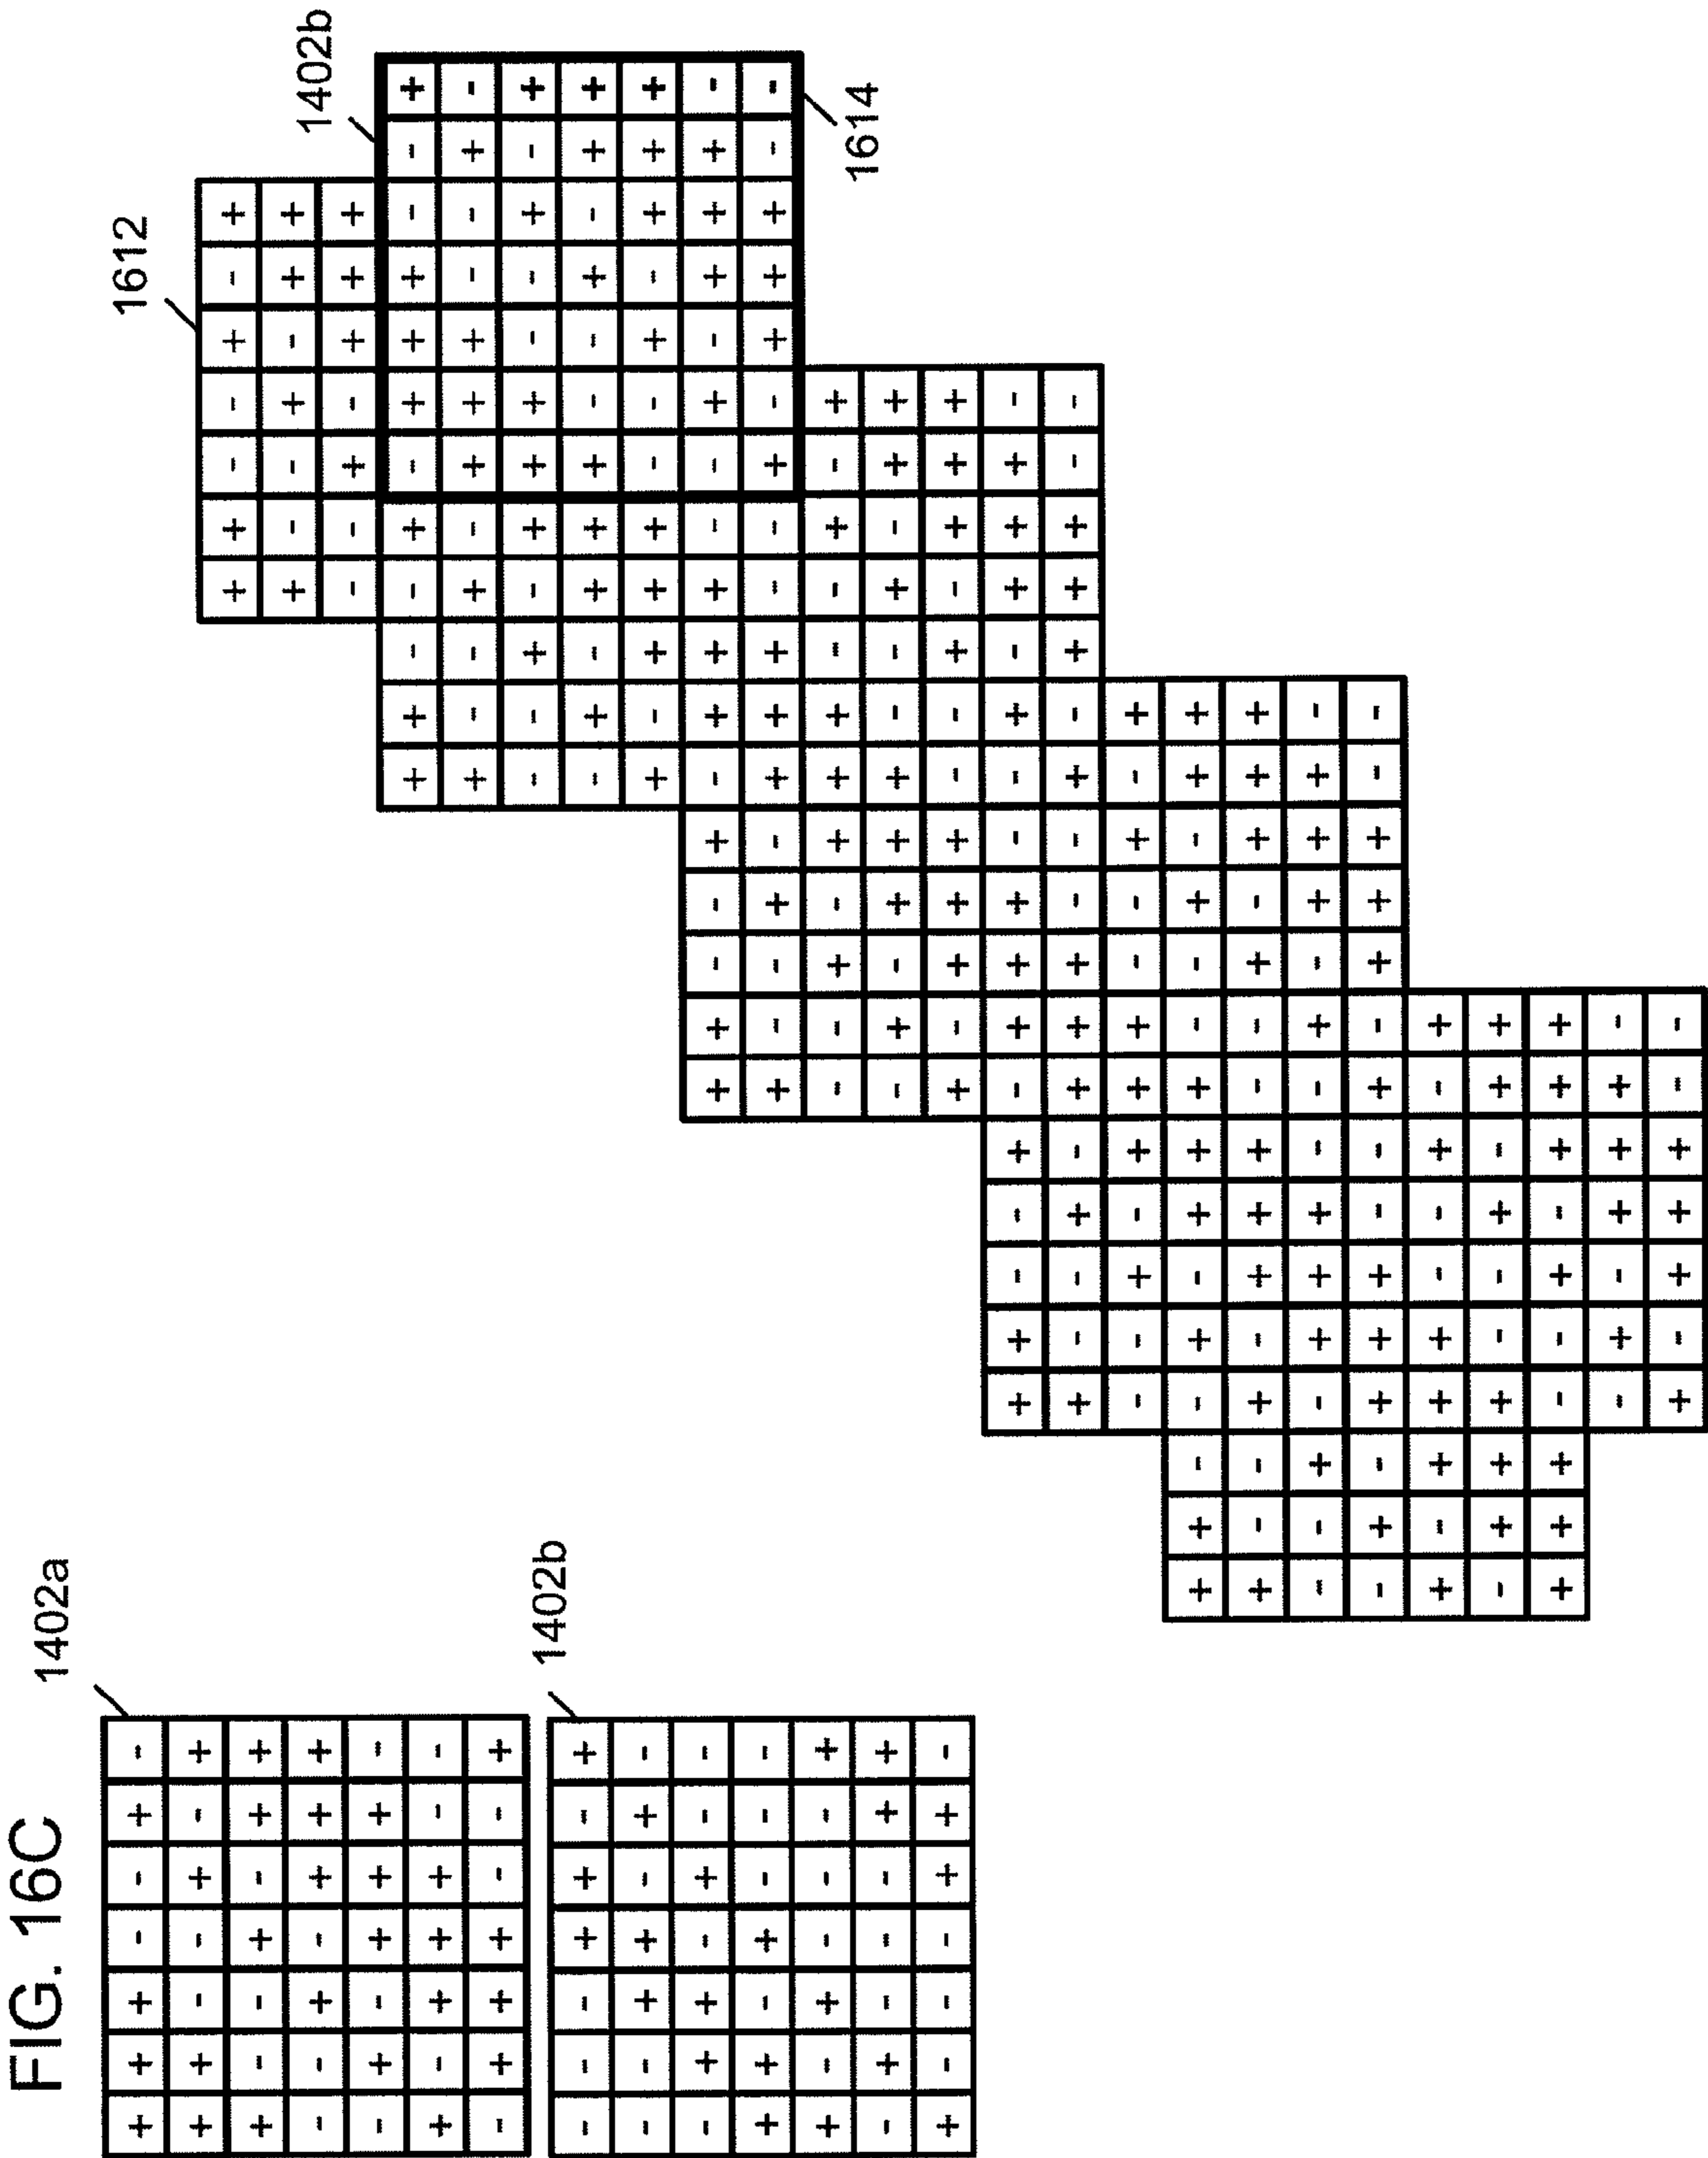 FIG. 16C
1402a
+ + + - - + -
+ + - - + - +
+ - - + - + +
- - + - + + +
- + - + + + -
+ - + + + - -
- + + + - - +
1402b
- - - + + - +
- - + + - + -
- + + - + - -
+ + - + - - -
+ - + - - - +
- + - - - + +
+ - - - + + -
1612
+ + - - + - +
+ - - + - + +
- - + - + + +
1402b
+ + - - + - + + + - - +
+ - - + - + + + - - + -
- - + - + + + - - + - +
- + - + + + - - + - + +
+ - + + + - - + - + + +
+ + - - + - + + + - - + - + + + -
+ - - + - + + + - - + - + + + - -
1614
- - + - + + + - - + - +
- + - + + + - - + - + +
+ - + + + - - + - + + +
+ + - - + - + + + - - + - + + + -
+ - - + - + + + - - + - + + + - -
- - + - + + + - - + - +
+ + - - + - + + + - - + - + +
+ - - + - + + + - - + - + + +
- - + - + + + - - + - + + + -
- + - + + + - - + - + + + - -
+ - + + + - - + - +
- + + + - - + - + +
+ + + - - + - + + +
- + - + + + -
+ - + + + - -